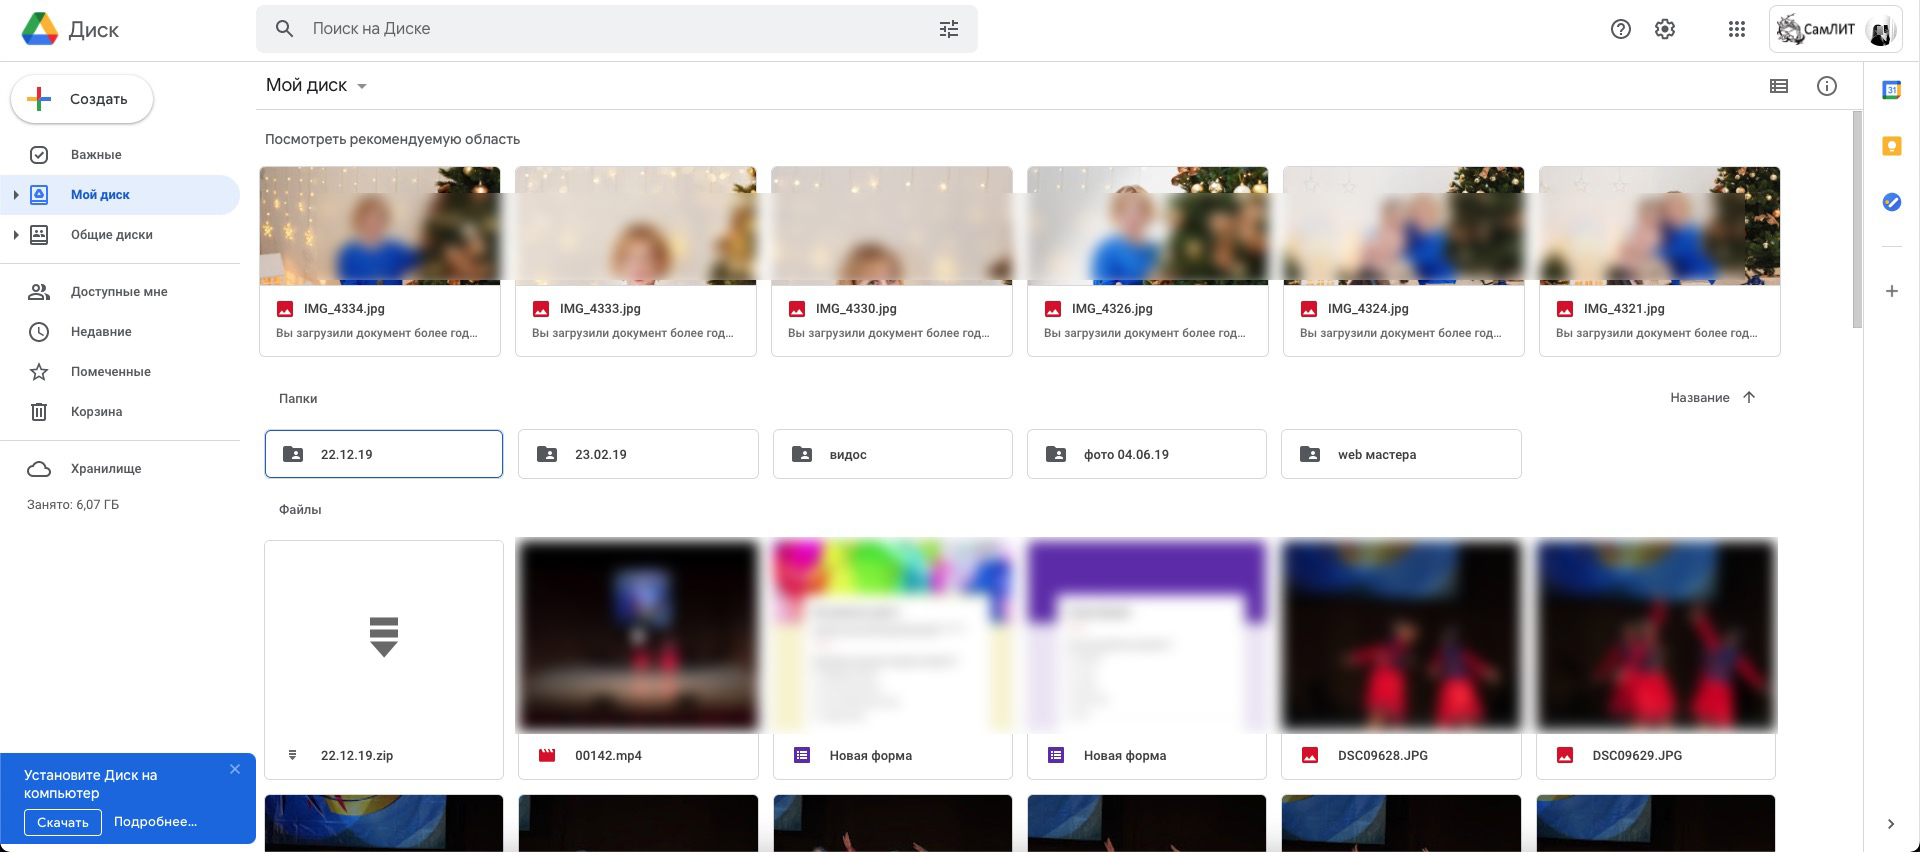 Диск
Поиск на Диске
СамЛИТ
Создать
Мой диск
Важные
Мой диск
Общие диски
Доступные мне
Недавние
Помеченные
Корзина
Хранилище
Занято: 6,07 ГБ
Посмотреть рекомендуемую область
IMG_4334.jpg
Вы загрузили документ более год...
IMG_4333.jpg
Вы загрузили документ более год...
IMG_4330.jpg
Вы загрузили документ более год...
IMG_4326.jpg
Вы загрузили документ более год...
IMG_4324.jpg
Вы загрузили документ более год...
IMG_4321.jpg
Вы загрузили документ более год...
Папки
Название
22.12.19
23.02.19
видос
фото 04.06.19
web мастера
Файлы
22.12.19.zip
00142.mp4
Новая форма
Новая форма
DSC09628.JPG
DSC09629.JPG
Установите Диск на
компьютер
Скачать
Подробнее...
31